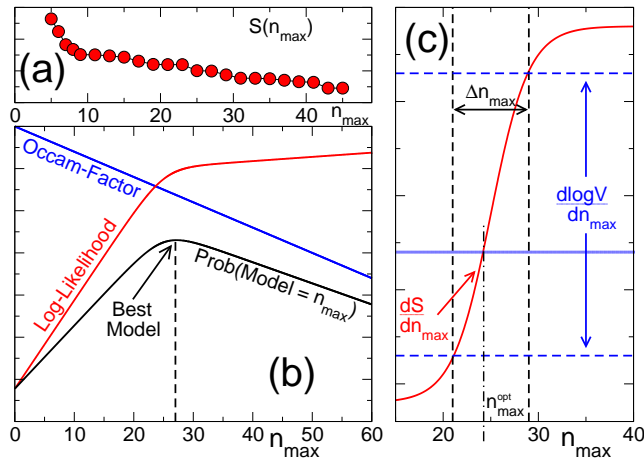 (a)
S(n_max)
0 10 20 30 40
n_max
Occam-Factor
Log-Likelihood
Prob(Model = n_max)
Best
Model
(b)
0 10 20 30 40 50 60
n_max
(c)
Δn_max
dlogV
dn_max
dS
dn_max
n_max^opt
20 30 40
n_max